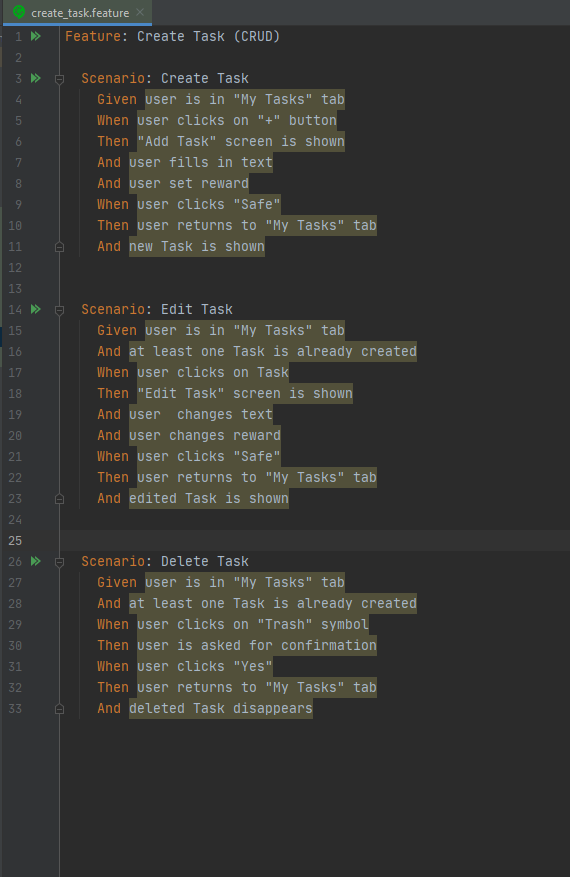 create_task.feature
1 Feature: Create Task (CRUD)
2
3 Scenario: Create Task
4 Given user is in "My Tasks" tab
5 When user clicks on "+" button
6 Then "Add Task" screen is shown
7 And user fills in text
8 And user set reward
9 When user clicks "Safe"
10 Then user returns to "My Tasks" tab
11 And new Task is shown
12
13
14 Scenario: Edit Task
15 Given user is in "My Tasks" tab
16 And at least one Task is already created
17 When user clicks on Task
18 Then "Edit Task" screen is shown
19 And user  changes text
20 And user changes reward
21 When user clicks "Safe"
22 Then user returns to "My Tasks" tab
23 And edited Task is shown
24
25
26 Scenario: Delete Task
27 Given user is in "My Tasks" tab
28 And at least one Task is already created
29 When user clicks on "Trash" symbol
30 Then user is asked for confirmation
31 When user clicks "Yes"
32 Then user returns to "My Tasks" tab
33 And deleted Task disappears